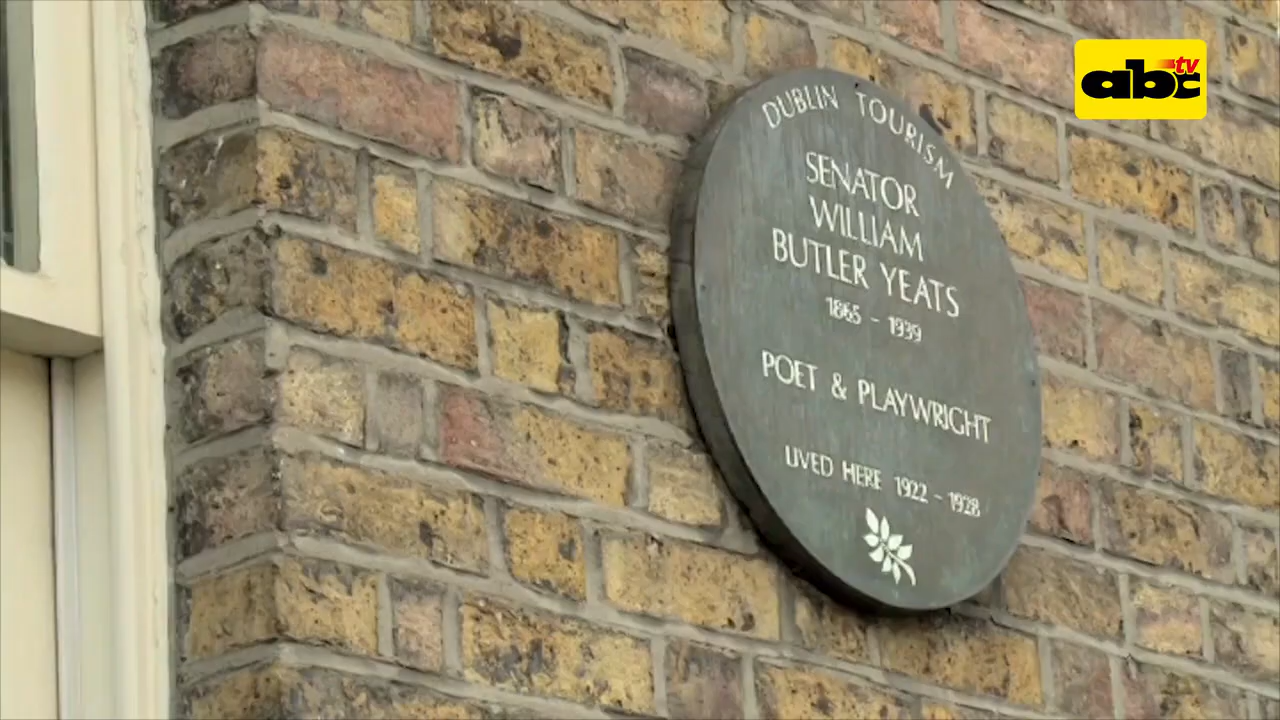 abc tv
DUBLIN TOURISM
SENATOR
WILLIAM
BUTLER YEATS
1865 - 1939
POET & PLAYWRIGHT
LIVED HERE 1922 - 1928